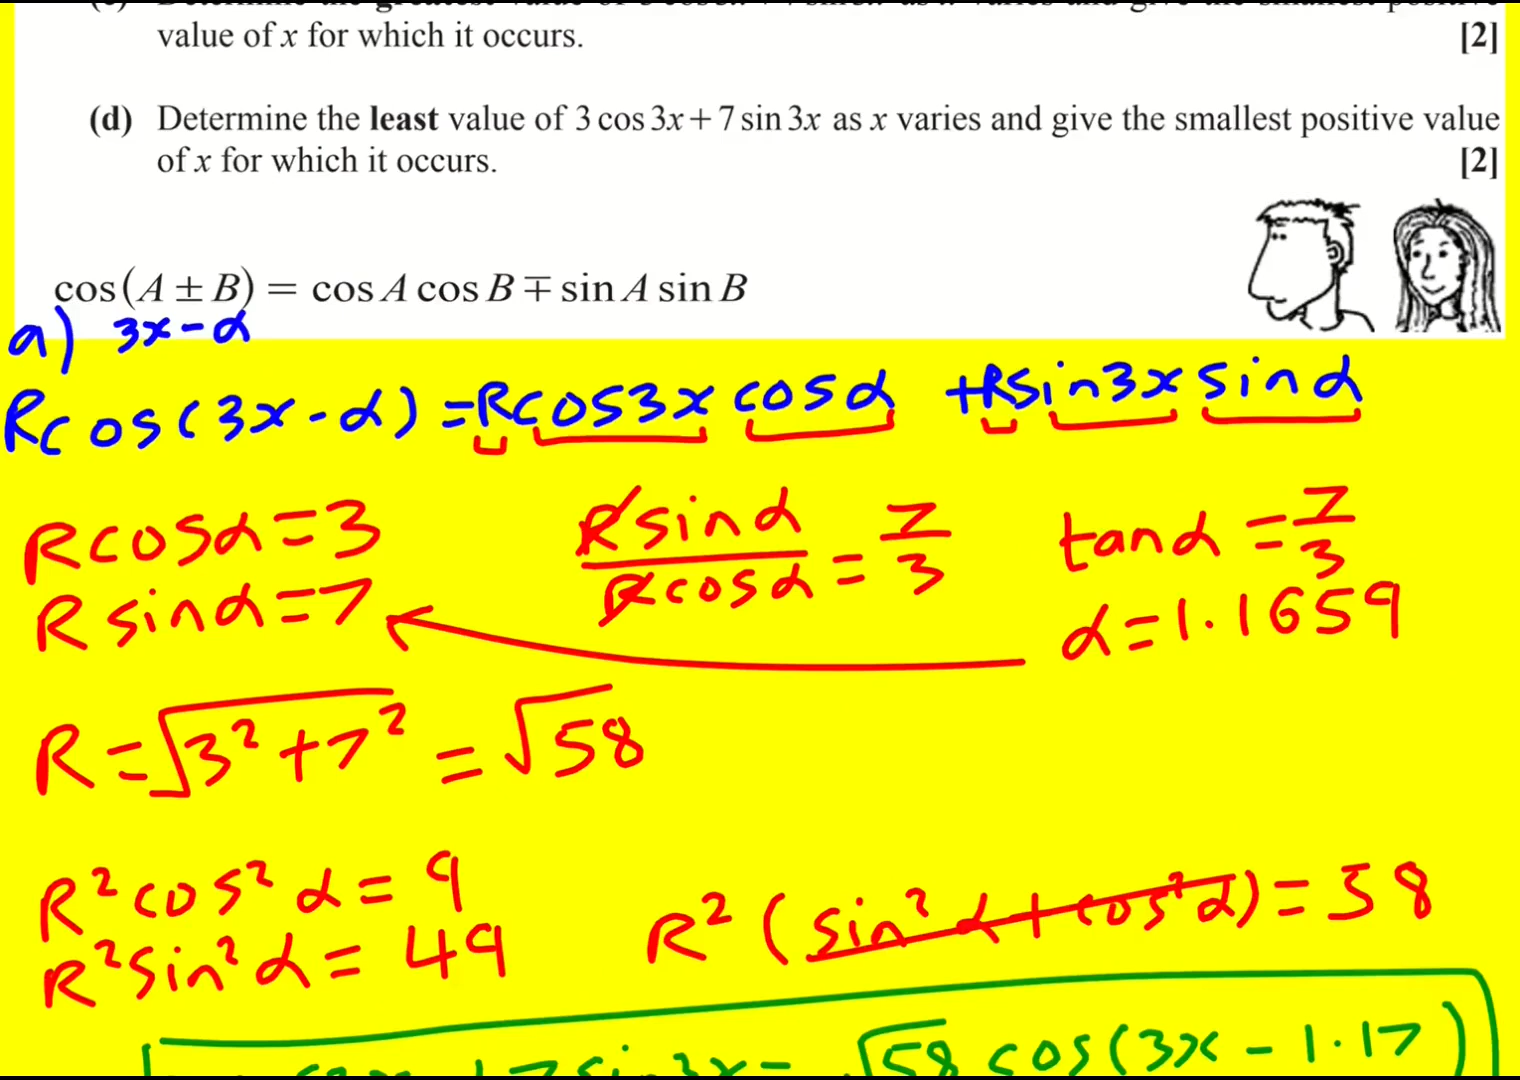 value of x for which it occurs. [2]
(d) Determine the least value of 3 cos 3x + 7 sin 3x as x varies and give the smallest positive value
of x for which it occurs. [2]
cos(A ± B) = cos A cos B ∓ sin A sin B
a) 3x - α
Rcos(3x - α) = Rcos3x cosα + Rsin3x sinα
Rcosα = 3
Rsinα = 7
Rsinα / Rcosα = 7/3
tanα = 7/3
α = 1.1659
R = √3² + 7² = √58
R²cos²α = 9
R²sin²α = 49
R²(sin²α + cos²α) = 58
√58 cos(3x - 1.17)